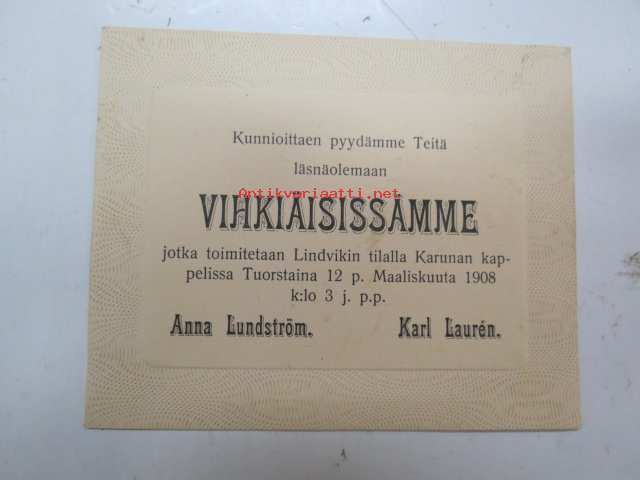 Kunnioittaen pyydämme Teitä
läsnäolemaan
Antikvariaatti.net
VIHKIÄISISSÄMME
jotka toimitetaan Lindvikin tilalla Karunan kap-
pelissa Tuorstaina 12 p. Maaliskuuta 1908
k:lo 3 j. p.p.
Anna Lundström. Karl Laurén.